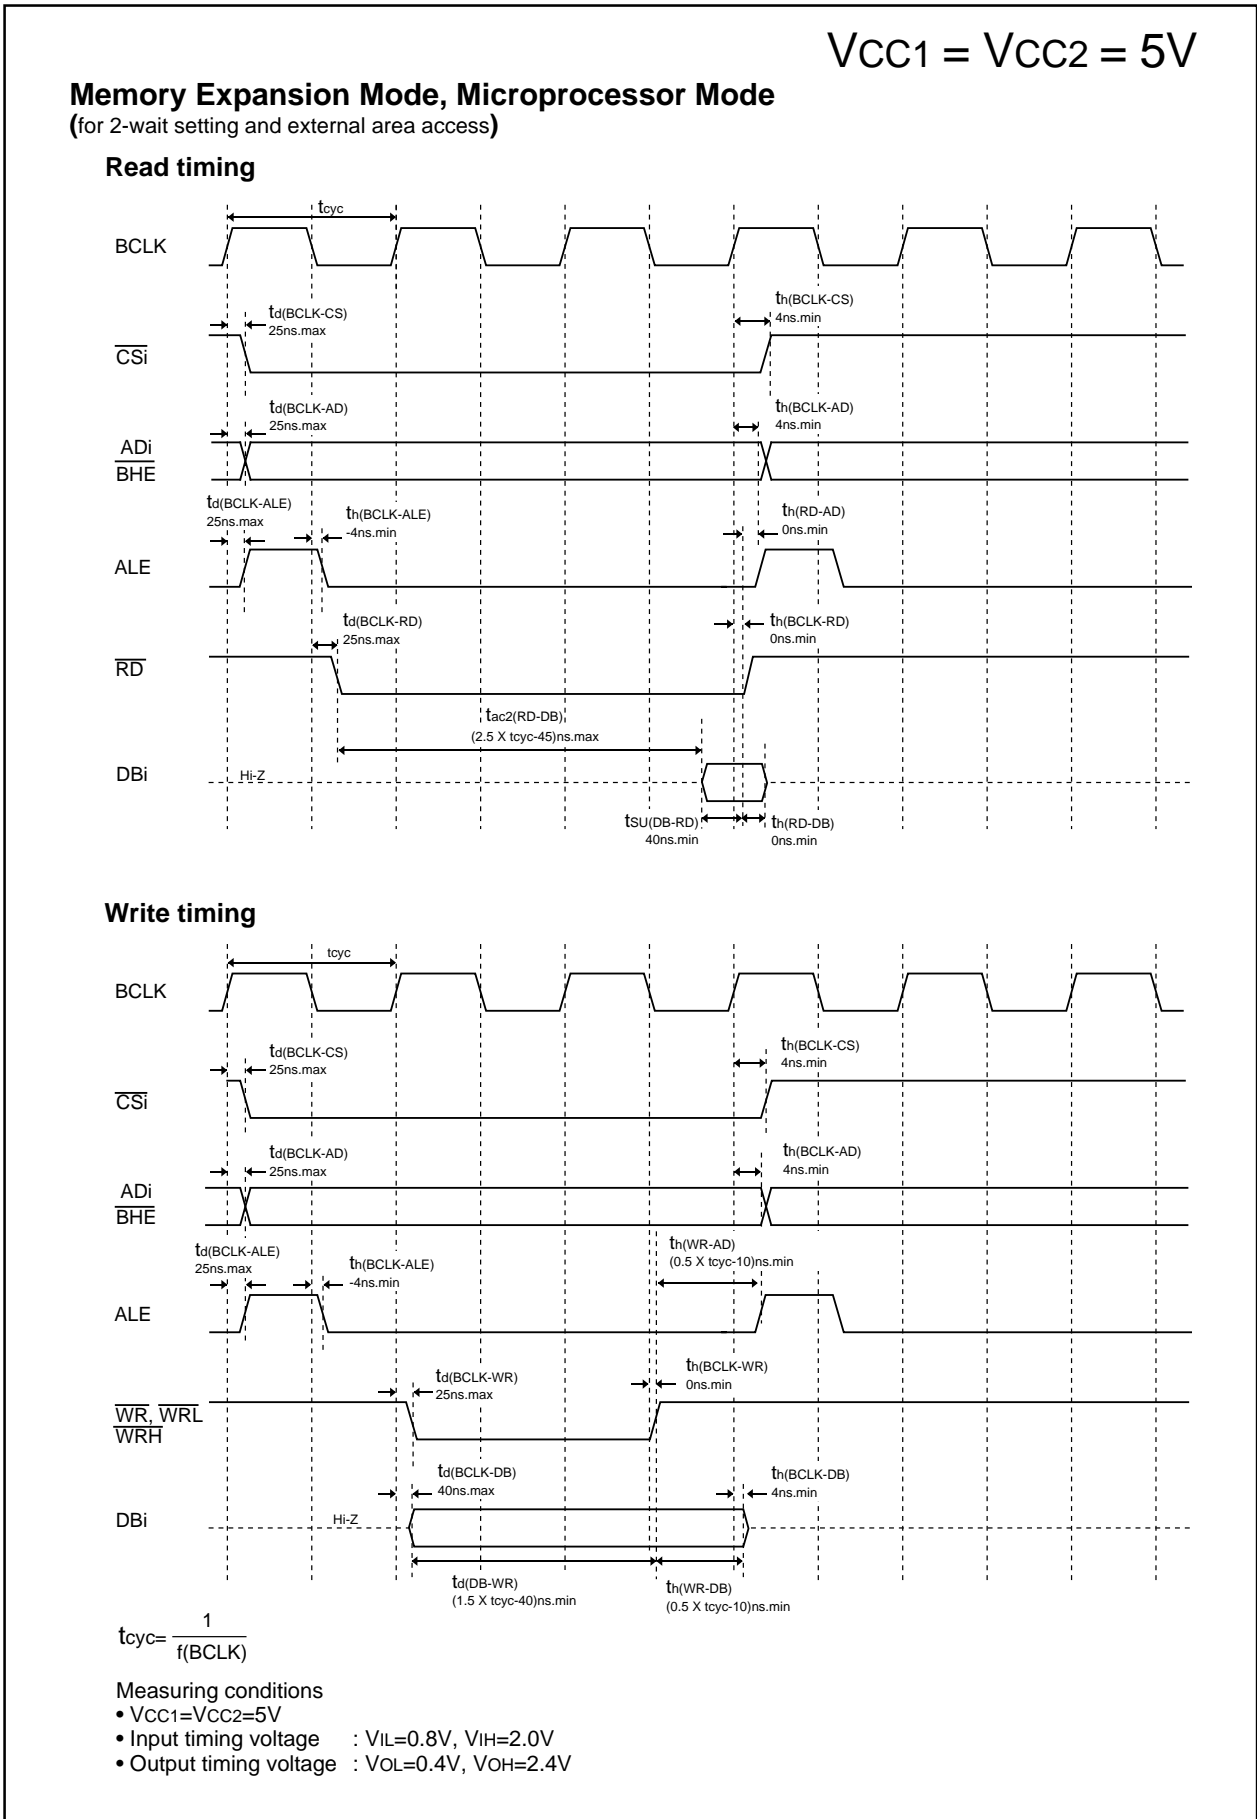 VCC1 = VCC2 = 5V
Memory Expansion Mode, Microprocessor Mode
(for 2-wait setting and external area access)
Read timing
tcyc
BCLK
td(BCLK-CS)
25ns.max
th(BCLK-CS)
4ns.min
CSi
td(BCLK-AD)
25ns.max
th(BCLK-AD)
4ns.min
ADi
BHE
td(BCLK-ALE)
25ns.max
th(BCLK-ALE)
-4ns.min
th(RD-AD)
0ns.min
ALE
td(BCLK-RD)
25ns.max
th(BCLK-RD)
0ns.min
RD
tac2(RD-DB)
(2.5 X tcyc-45)ns.max
DBi
Hi-Z
tSU(DB-RD)
40ns.min
th(RD-DB)
0ns.min
Write timing
tcyc
BCLK
td(BCLK-CS)
25ns.max
th(BCLK-CS)
4ns.min
CSi
td(BCLK-AD)
25ns.max
th(BCLK-AD)
4ns.min
ADi
BHE
td(BCLK-ALE)
25ns.max
th(BCLK-ALE)
-4ns.min
th(WR-AD)
(0.5 X tcyc-10)ns.min
ALE
td(BCLK-WR)
25ns.max
th(BCLK-WR)
0ns.min
WR, WRL
WRH
td(BCLK-DB)
40ns.max
th(BCLK-DB)
4ns.min
DBi
Hi-Z
td(DB-WR)
(1.5 X tcyc-40)ns.min
th(WR-DB)
(0.5 X tcyc-10)ns.min
tcyc= 1
f(BCLK)
Measuring conditions
• VCC1=VCC2=5V
• Input timing voltage : VIL=0.8V, VIH=2.0V
• Output timing voltage : VOL=0.4V, VOH=2.4V